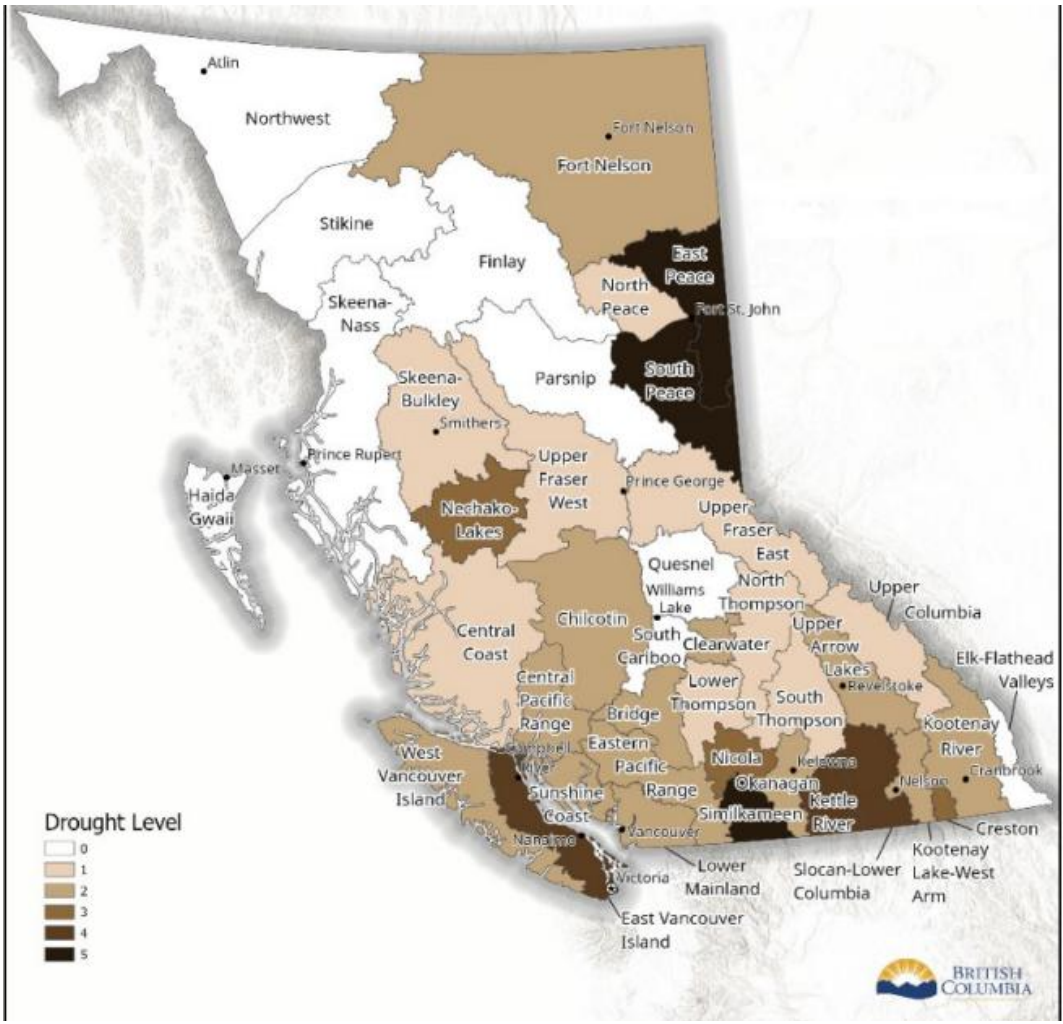 Atlin
Northwest
Fort Nelson
Fort Nelson
Stikine
Finlay
East
Peace
North
Peace
Fort St. John
Skeena-
Nass
Skeena-
Bulkley
Parsnip
South
Peace
Smithers
Masset
Prince Rupert
Haida
Gwaii
Upper
Fraser
West
Prince George
Nechako-
Lakes
Upper
Fraser
East
Quesnel
North
Thompson
Upper
Columbia
Williams
Lake
Chilcotin
Central
Coast
South
Cariboo
Clearwater
Upper
Arrow
Lakes
Elk-Flathead
Valleys
Central
Pacific
Range
Lower
Thompson
South
Thompson
Revelstoke
Bridge
Kootenay
River
West
Vancouver
Island
Campbell
River
Eastern
Pacific
Range
Nicola
Kelowna
Okanagan
Cranbrook
Sunshine
Coast
Similkameen
Kettle
River
Nelson
Nanaimo
Vancouver
Creston
Victoria
Lower
Mainland
Slocan-Lower
Columbia
Kootenay
Lake-West
Arm
East Vancouver
Island
Drought Level
0
1
2
3
4
5
BRITISH
COLUMBIA